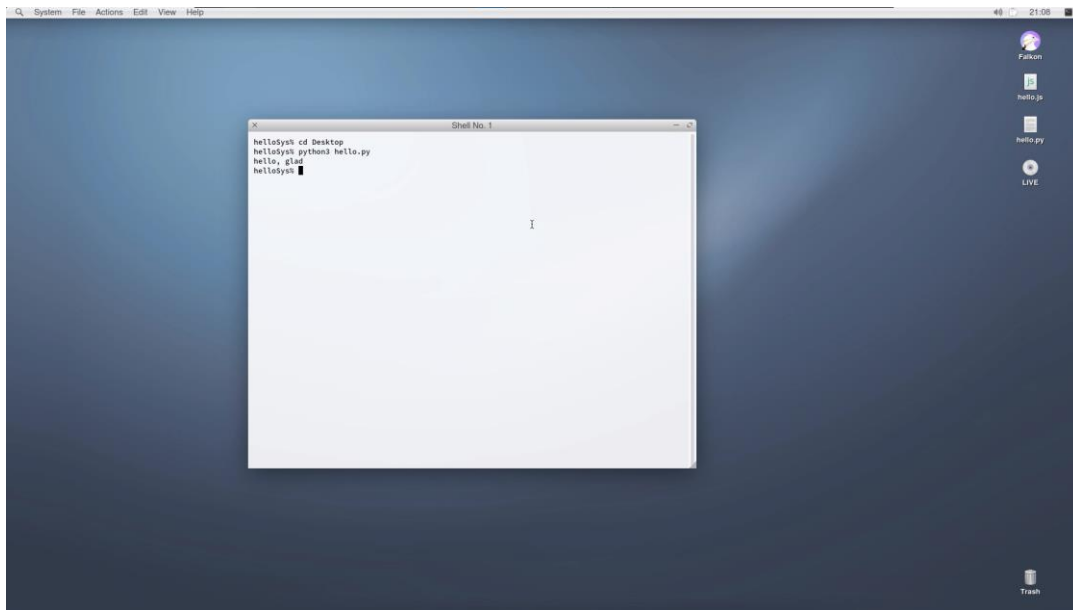 System File Actions Edit View Help
21:08
Falkon
js
hello.js
hello.py
LIVE
Shell No. 1
helloSys% cd Desktop
helloSys% python3 hello.py
hello, glad
helloSys%
Trash